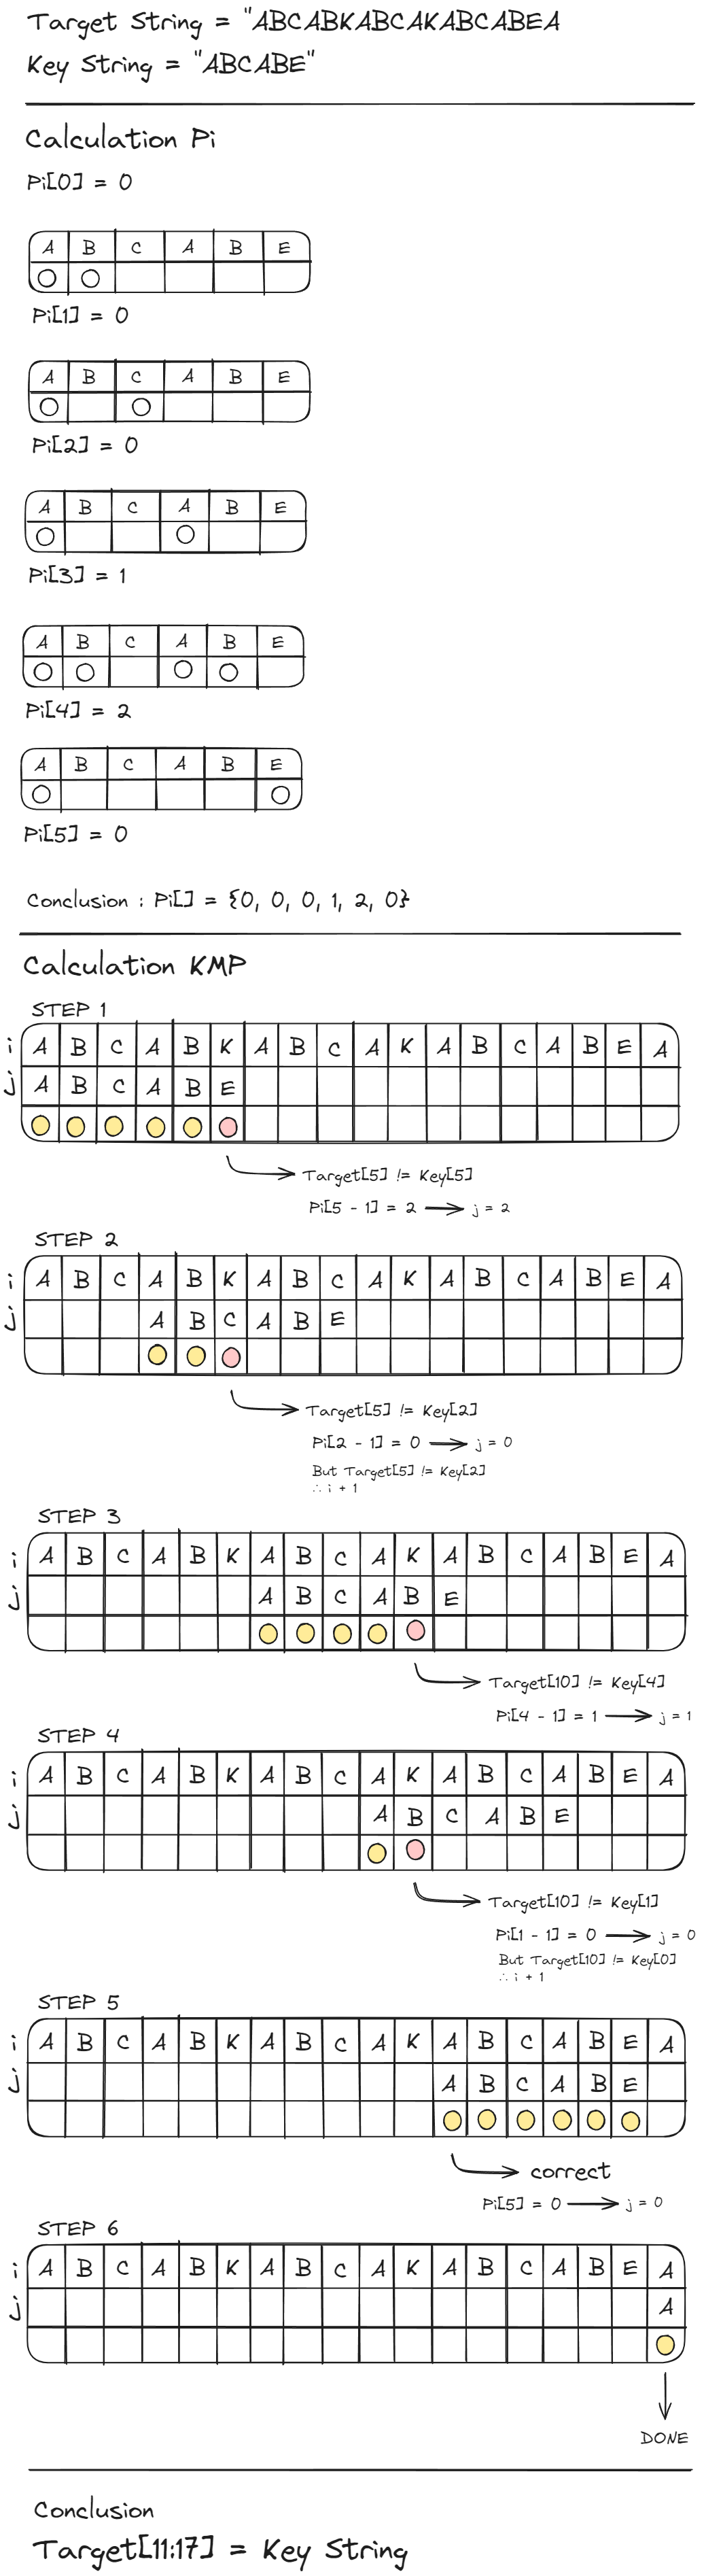 Target String = "ABCABKABCAKABCABEA
Key String = "ABCABE"
Calculation Pi
Pi[0] = 0
A B C A B E
Pi[1] = 0
A B C A B E
Pi[2] = 0
A B C A B E
Pi[3] = 1
A B C A B E
Pi[4] = 2
A B C A B E
Pi[5] = 0
Conclusion : Pi[] = {0, 0, 0, 1, 2, 0}
Calculation KMP
STEP 1
i A B C A B K A B C A K A B C A B E A
j A B C A B E
Target[5] != Key[5]
Pi[5 - 1] = 2 → j = 2
STEP 2
i A B C A B K A B C A K A B C A B E A
j A B C A B E
Target[5] != Key[2]
Pi[2 - 1] = 0 → j = 0
But Target[5] != Key[2]
∴ i + 1
STEP 3
i A B C A B K A B C A K A B C A B E A
j A B C A B E
Target[10] != Key[4]
Pi[4 - 1] = 1 → j = 1
STEP 4
i A B C A B K A B C A K A B C A B E A
j A B C A B E
Target[10] != Key[1]
Pi[1 - 1] = 0 → j = 0
But Target[10] != Key[0]
∴ i + 1
STEP 5
i A B C A B K A B C A K A B C A B E A
j A B C A B E
correct
Pi[5] = 0 → j = 0
STEP 6
i A B C A B K A B C A K A B C A B E A
j A
DONE
Conclusion
Target[11:17] = Key String